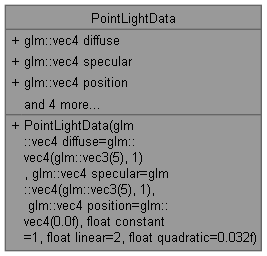 PointLightData
+ glm::vec4 diffuse
+ glm::vec4 specular
+ glm::vec4 position
and 4 more...
+ PointLightData(glm
::vec4 diffuse=glm::
vec4(glm::vec3(5), 1)
, glm::vec4 specular=glm
::vec4(glm::vec3(5), 1),
glm::vec4 position=glm::
vec4(0.0f), float constant
=1, float linear=2, float quadratic=0.032f)